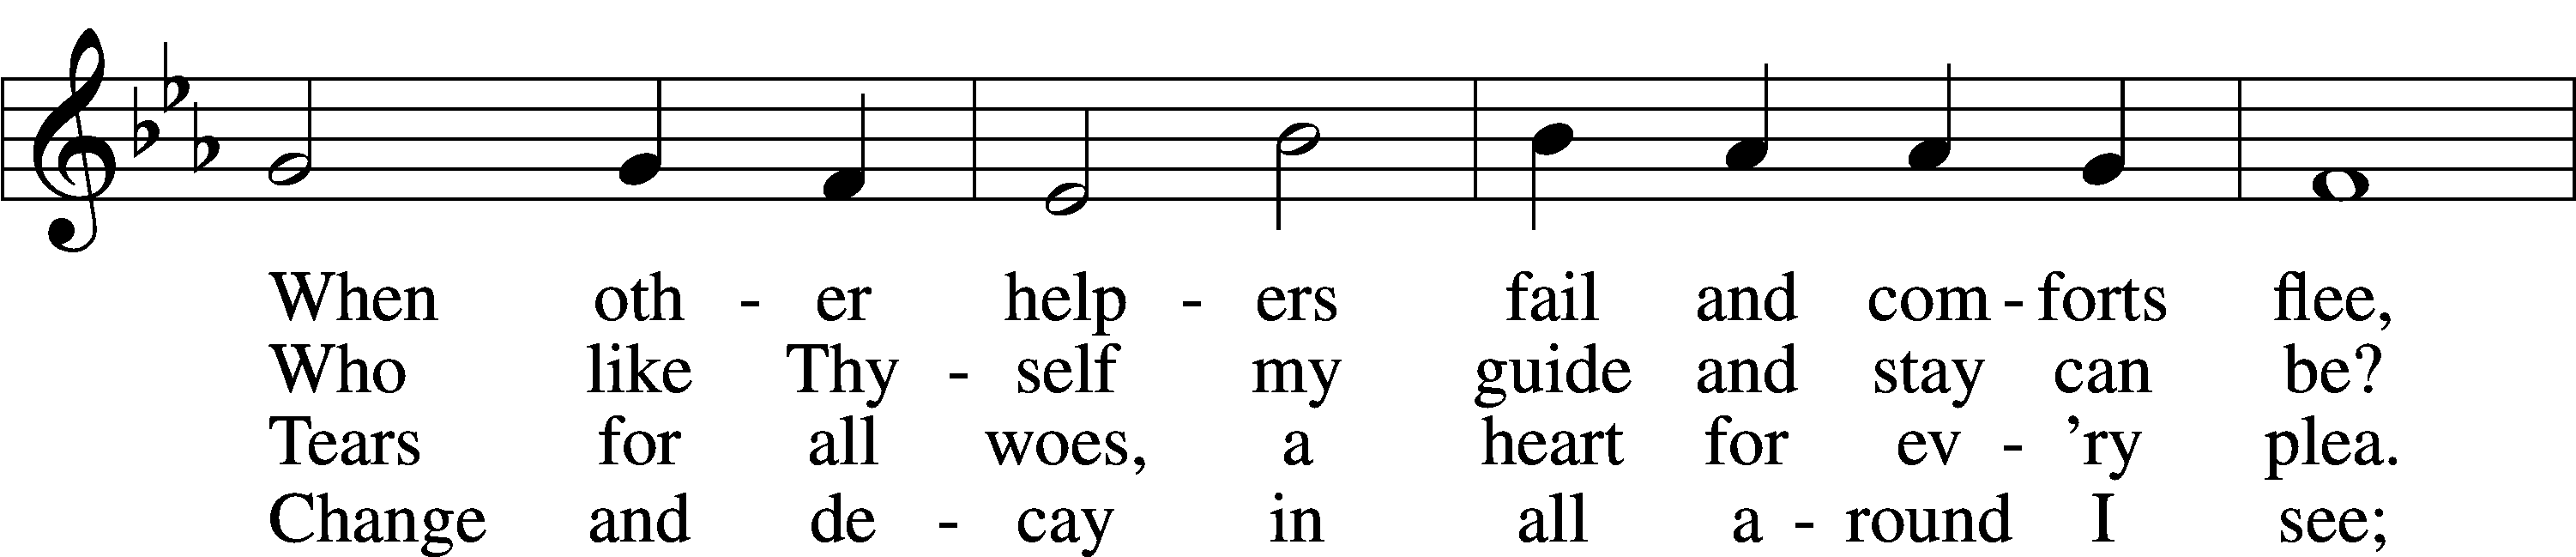 When oth - er help - ers fail and com - forts flee,
Who like Thy - self my guide and stay can be?
Tears for all woes, a heart for ev - 'ry plea.
Change and de - cay in all a - round I see;